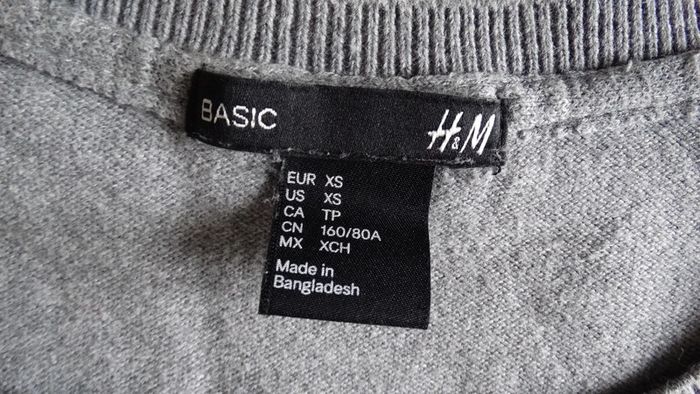 BASIC H&M
EUR XS
US XS
CA TP
CN 160/80A
MX XCH
Made in
Bangladesh